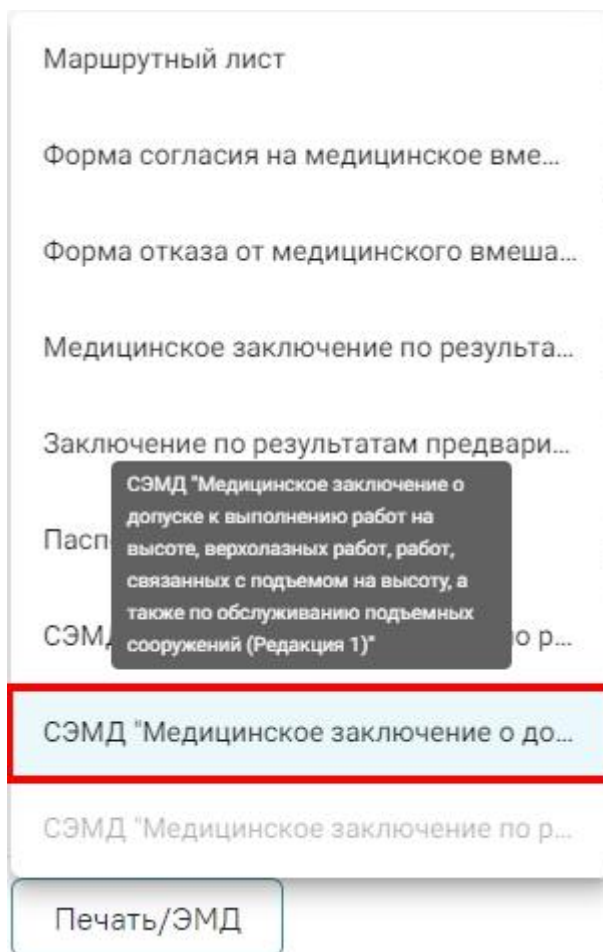 Маршрутный лист
Форма согласия на медицинское вме...
Форма отказа от медицинского вмеша...
Медицинское заключение по результа...
Заключение по результатам предвари...
СЭМД "Медицинское заключение о
допуске к выполнению работ на
высоте, верхолазных работ, работ,
связанных с подъемом на высоту, а
также по обслуживанию подъемных
сооружений (Редакция 1)"
СЭМД "Медицинское заключение о до...
СЭМД "Медицинское заключение по р...
Печать/ЭМД